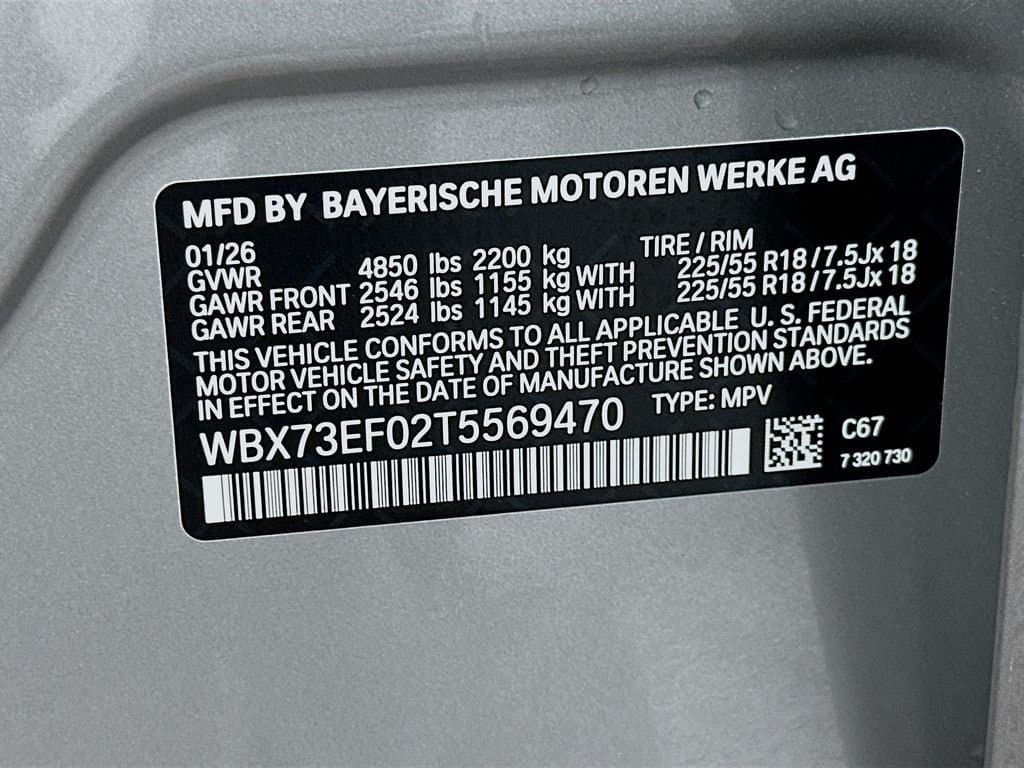 MFD BY BAYERISCHE MOTOREN WERKE AG
01/26
GVWR 4850 lbs 2200 kg TIRE / RIM
GAWR FRONT 2546 lbs 1155 kg WITH 225/55 R18 / 7.5Jx 18
GAWR REAR 2524 lbs 1145 kg WITH 225/55 R18 / 7.5Jx 18
THIS VEHICLE CONFORMS TO ALL APPLICABLE U. S. FEDERAL
MOTOR VEHICLE SAFETY AND THEFT PREVENTION STANDARDS
IN EFFECT ON THE DATE OF MANUFACTURE SHOWN ABOVE.
WBX73EF02T5569470 TYPE: MPV
C67
7 320 730